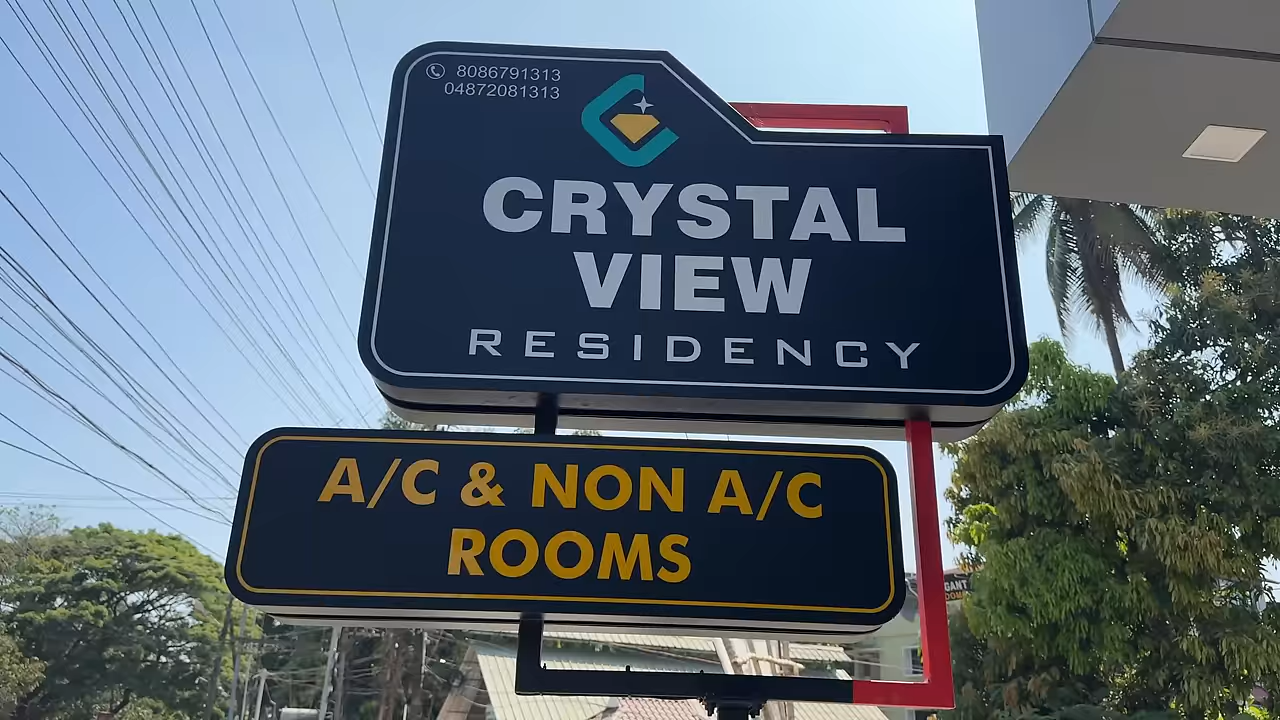 8086791313
04872081313
CRYSTAL
VIEW
RESIDENCY
A/C & NON A/C
ROOMS